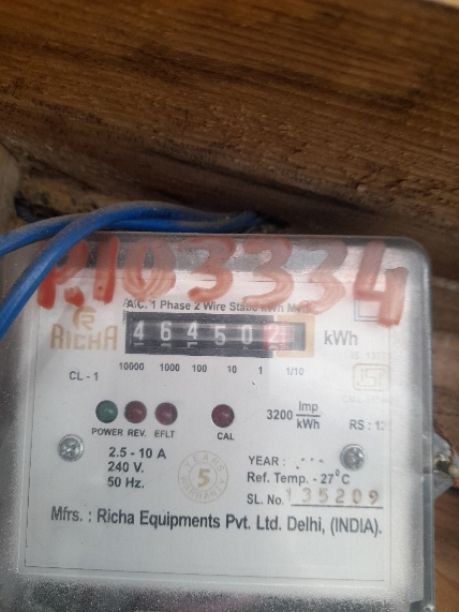 P.103334
A.C. 1 Phase 2 Wire Static kWh
RICHA
464502 kWh
10000 1000 100 10 1 1/10
CL - 1
POWER REV. EFLT CAL
3200 Imp/kWh
RS : 12
2.5 - 10 A
240 V.
50 Hz.
5 YEARS WARRANTY
YEAR :
Ref. Temp. - 27°C
SL. No. 135209
Mfrs. : Richa Equipments Pvt. Ltd. Delhi, (INDIA).